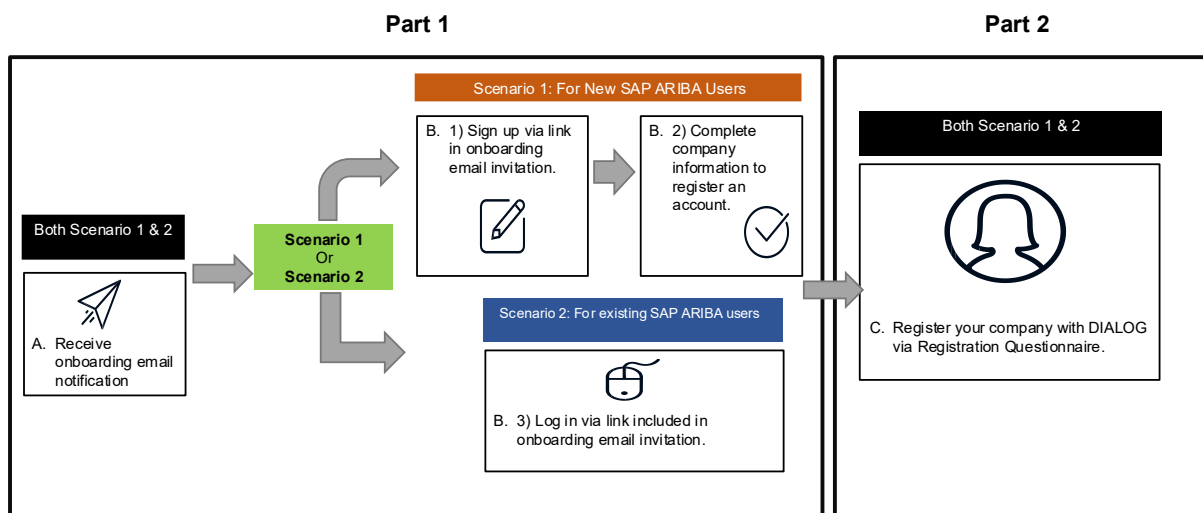 Part 1
Part 2
Both Scenario 1 & 2
A. Receive
onboarding email
notification
Scenario 1
Or
Scenario 2
Scenario 1: For New SAP ARIBA Users
B. 1) Sign up via link
in onboarding
email invitation.
B. 2) Complete
company
information to
register an
account.
Scenario 2: For existing SAP ARIBA users
B. 3) Log in via link included in
onboarding email invitation.
Both Scenario 1 & 2
C. Register your company with DIALOG
via Registration Questionnaire.